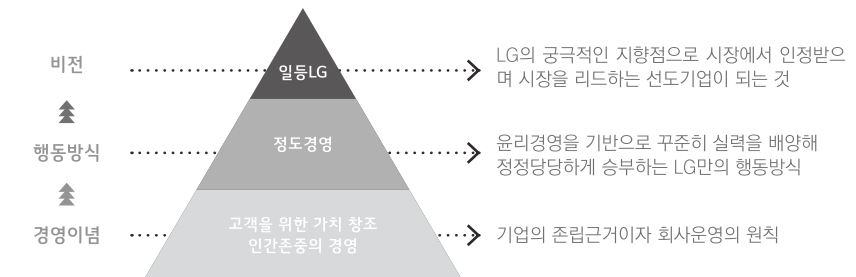 비전
일등LG
LG의 궁극적인 지향점으로 시장에서 인정받으
며 시장을 리드하는 선도기업이 되는 것
행동방식
정도경영
윤리경영을 기반으로 꾸준히 실력을 배양해
정정당당하게 승부하는 LG만의 행동방식
경영이념
고객을 위한 가치 창조
인간존중의 경영
기업의 존립근거이자 회사운영의 원칙